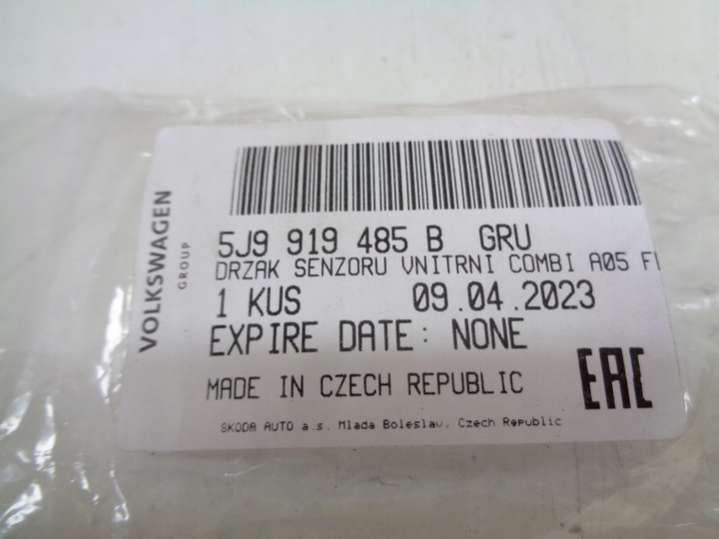 VOLKSWAGEN
GROUP
5J9 919 485 B GRU
DRZAK SENZORU VNITRNI COMBI A05
1 KUS 09.04.2023
EXPIRE DATE: NONE
MADE IN CZECH REPUBLIC
EAC
SKODA AUTO a.s. Mlada Boleslav, Czech Republic